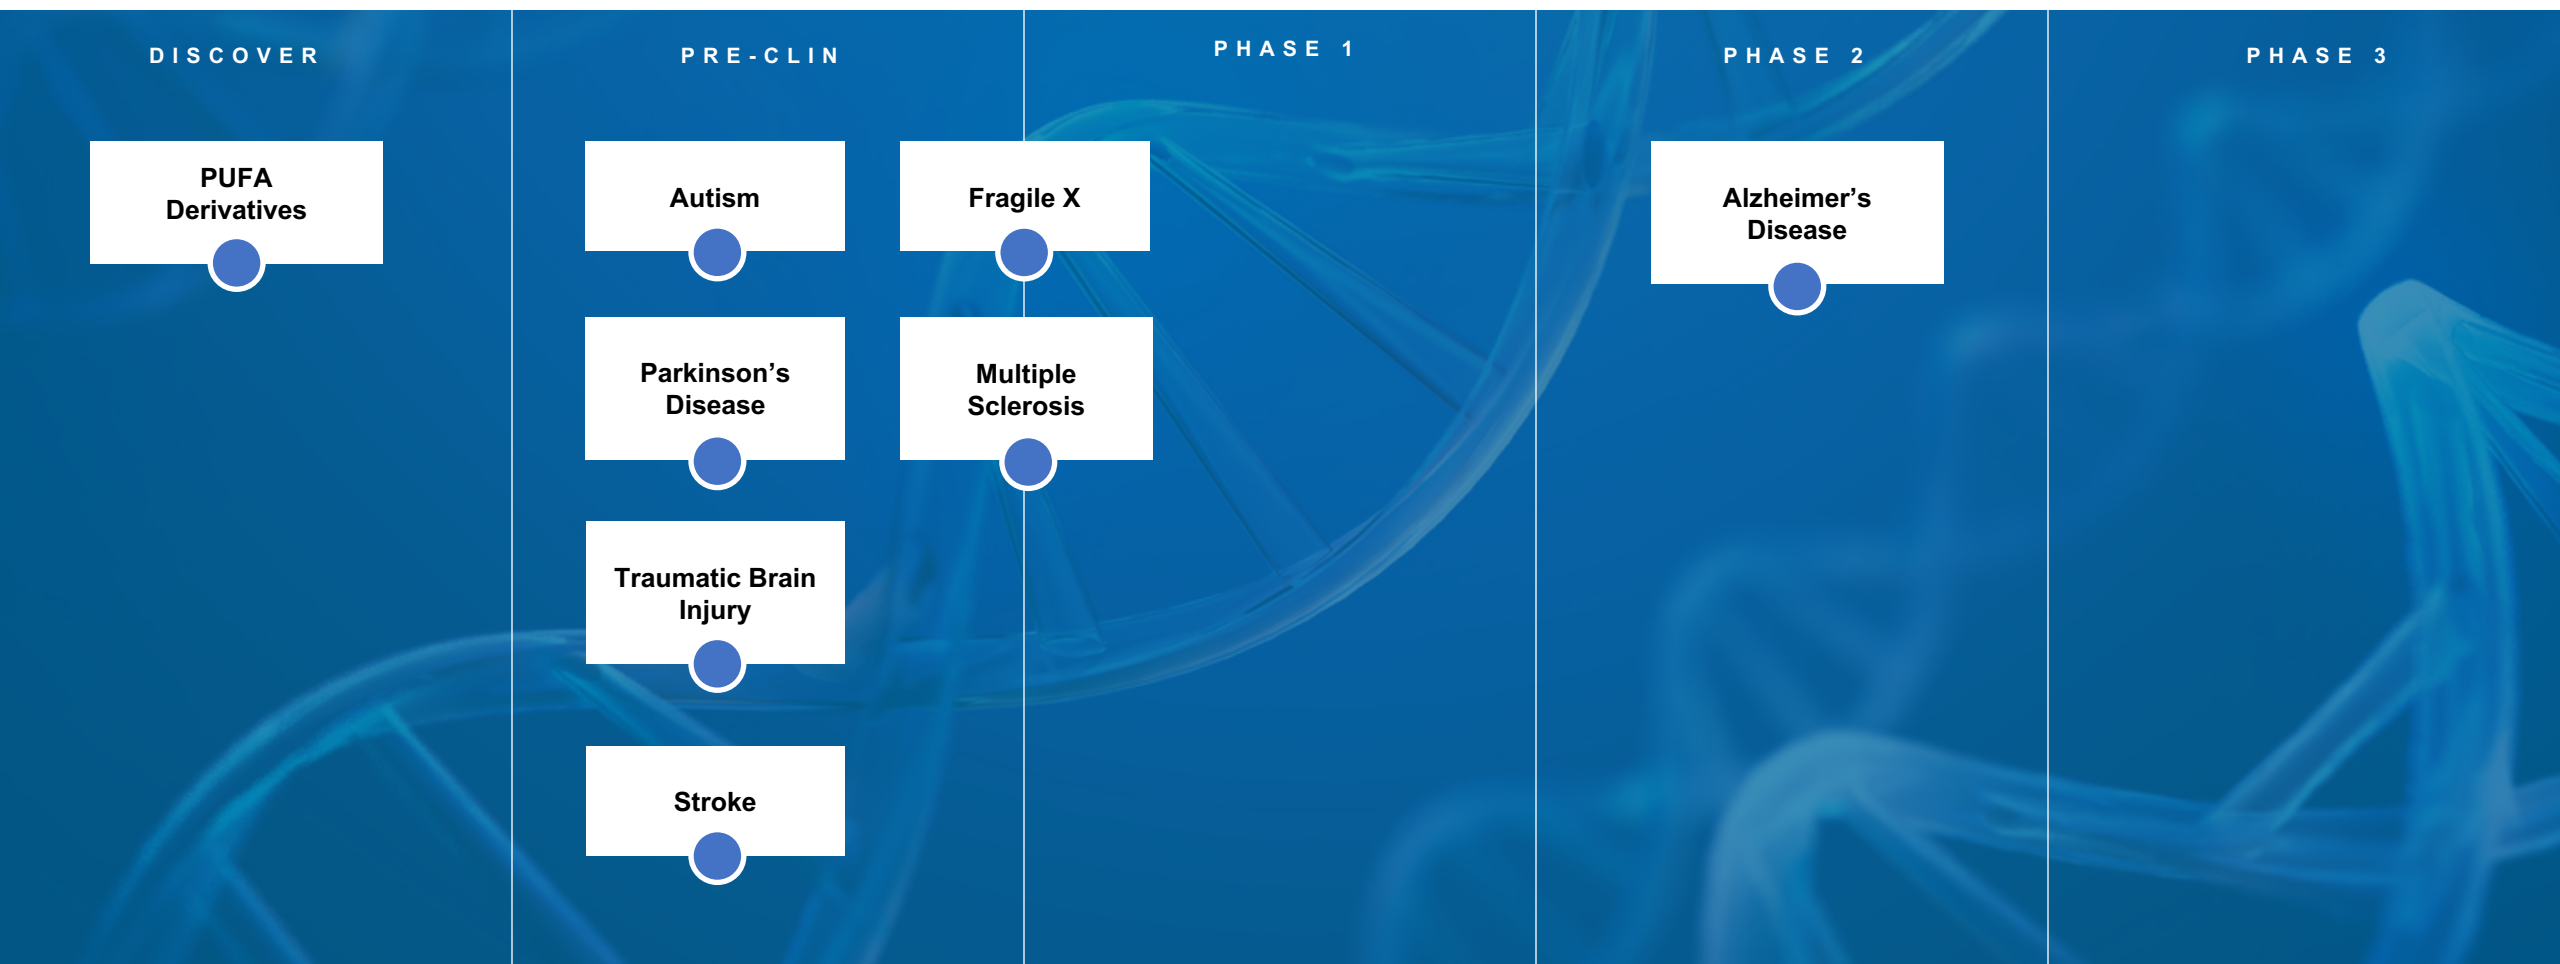 DISCOVER
PRE-CLIN
PHASE 1
PHASE 2
PHASE 3
PUFA
Derivatives
Autism
Fragile X
Alzheimer’s
Disease
Parkinson’s
Disease
Multiple
Sclerosis
Traumatic Brain
Injury
Stroke